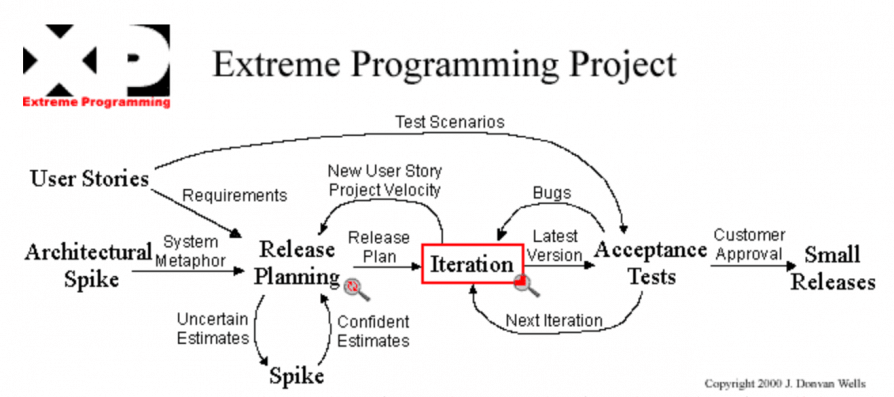 XP
Extreme Programming
Extreme Programming Project
Test Scenarios
User Stories
Requirements
New User Story
Project Velocity
Bugs
Architectural
Spike
System
Metaphor
Release
Planning
Release
Plan
Iteration
Latest
Version
Acceptance
Tests
Customer
Approval
Small
Releases
Uncertain
Estimates
Confident
Estimates
Next Iteration
Spike
Copyright 2000 J. Donvan Wells